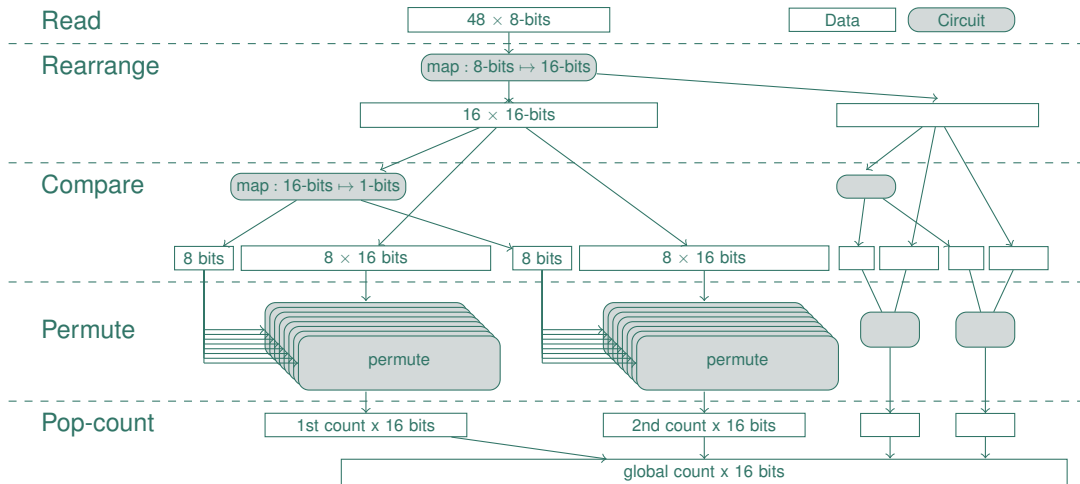 Read
48 × 8-bits
Data
Circuit
Rearrange
map : 8-bits ↦ 16-bits
16 × 16-bits
Compare
map : 16-bits ↦ 1-bits
8 bits
8 × 16 bits
8 bits
8 × 16 bits
Permute
permute
permute
Pop-count
1st count x 16 bits
2nd count x 16 bits
global count x 16 bits